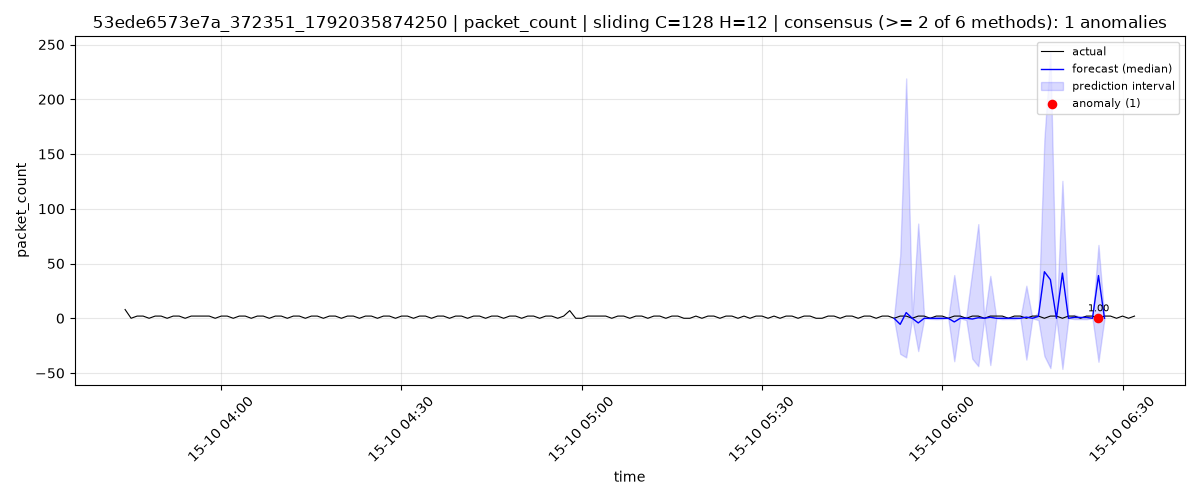 53ede6573e7a_372351_1792035874250 | packet_count | sliding C=128 H=12 | consensus (>= 2 of 6 methods): 1 anomalies
250
200
150
100
50
0
−50
packet_count
actual
forecast (median)
prediction interval
anomaly (1)
1.00
15-10 04:00
15-10 04:30
15-10 05:00
15-10 05:30
15-10 06:00
15-10 06:30
time